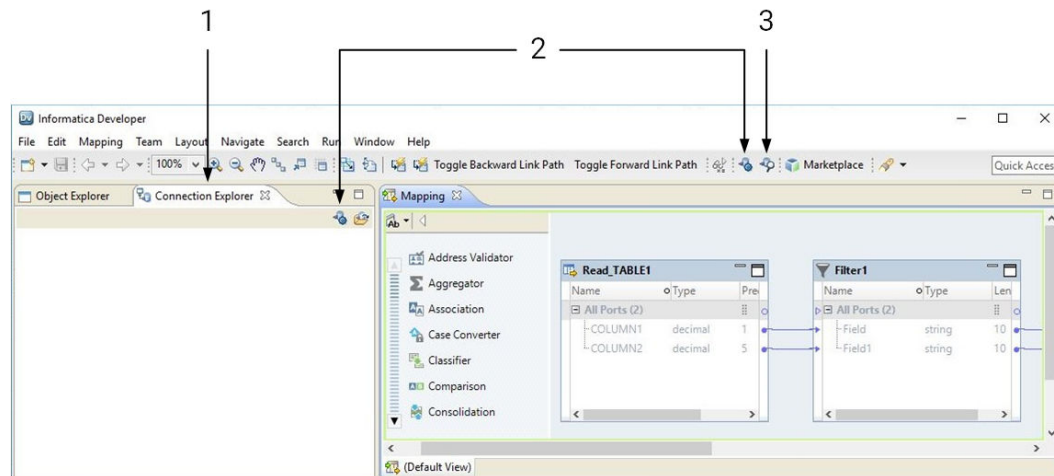 1
2
3
Informatica Developer
File Edit Mapping Team Layout Navigate Search Run Window Help
100% Toggle Backward Link Path Toggle Forward Link Path Marketplace Quick Acces
Object Explorer Connection Explorer
Mapping
Ab
Address Validator
Aggregator
Association
Case Converter
Classifier
Comparison
Consolidation
Read_TABLE1
Name Type Pre
All Ports (2)
COLUMN1 decimal 1
COLUMN2 decimal 5
Filter1
Name Type Len
All Ports (2)
Field string 10
Field1 string 10
(Default View)